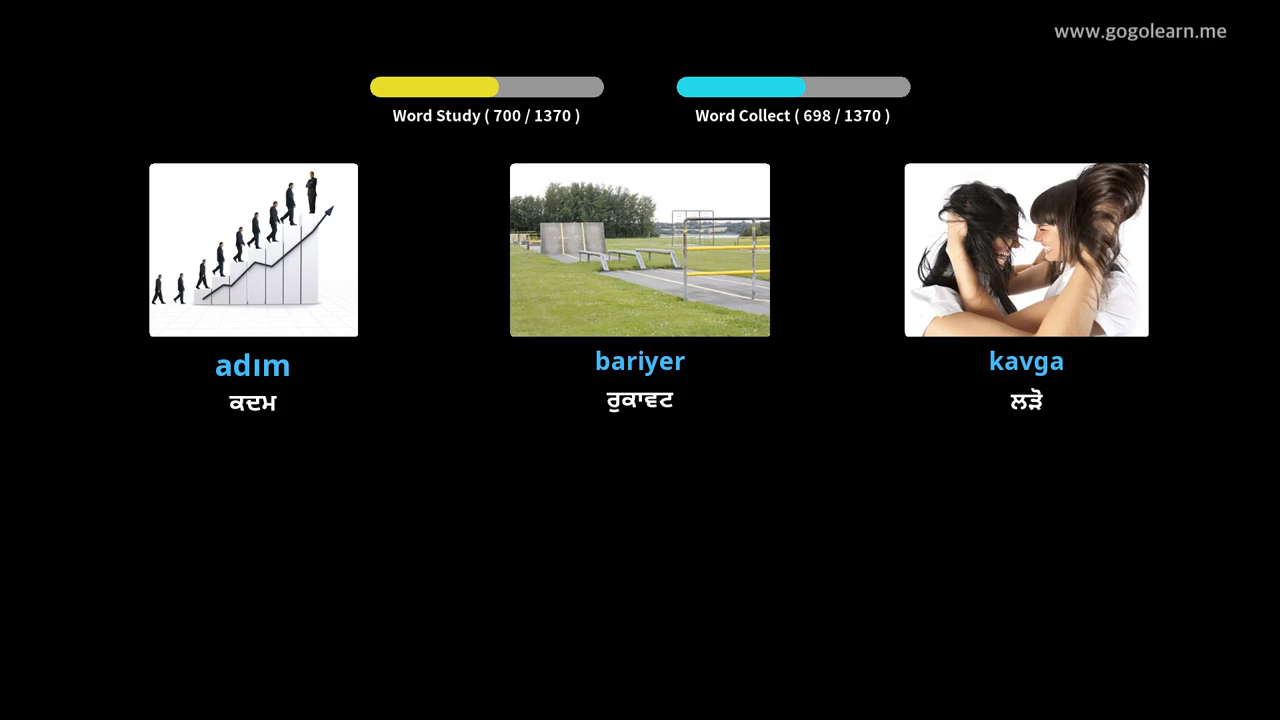 www.gogolearn.me
Word Study ( 700 / 1370 )
Word Collect ( 698 / 1370 )
adım
bariyer
kavga
ਕਦਮ
ਰੁਕਾਵਟ
ਲੜੋ